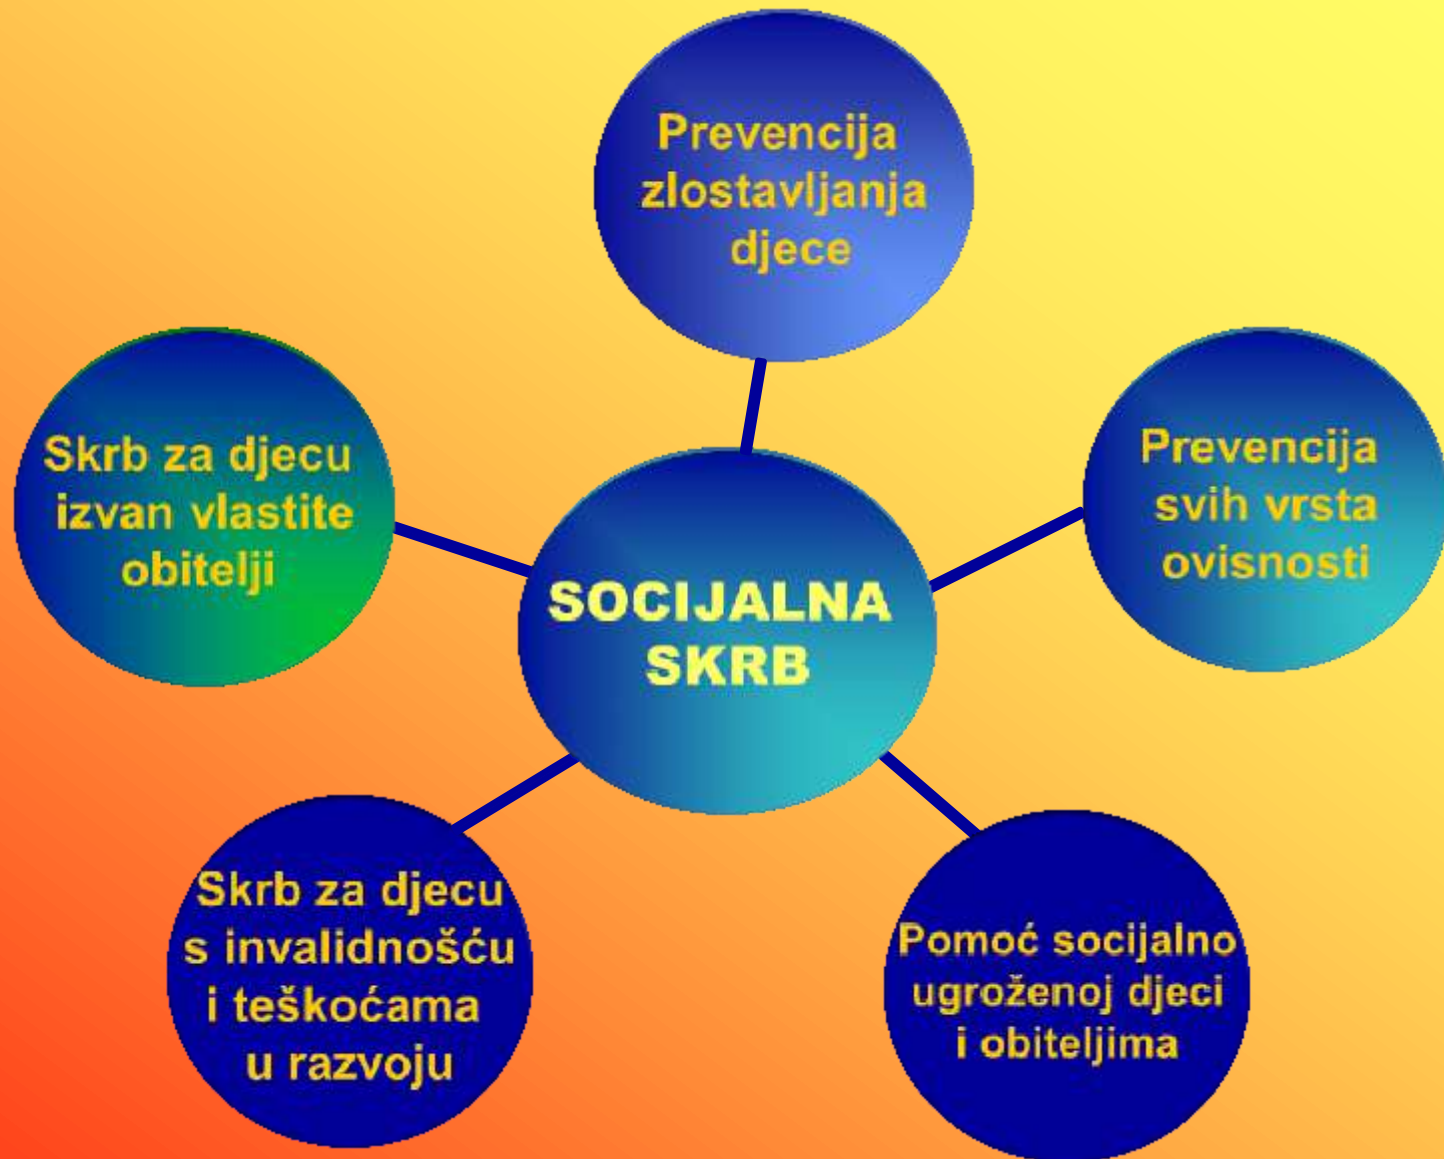 Prevencija
zlostavljanja
djece
Skrb za djecu
izvan vlastite
obitelji
Prevencija
svih vrsta
ovisnosti
SOCIJALNA
SKRB
Skrb za djecu
s invalidnošću
i teškoćama
u razvoju
Pomoć socijalno
ugroženoj djeci
i obiteljima